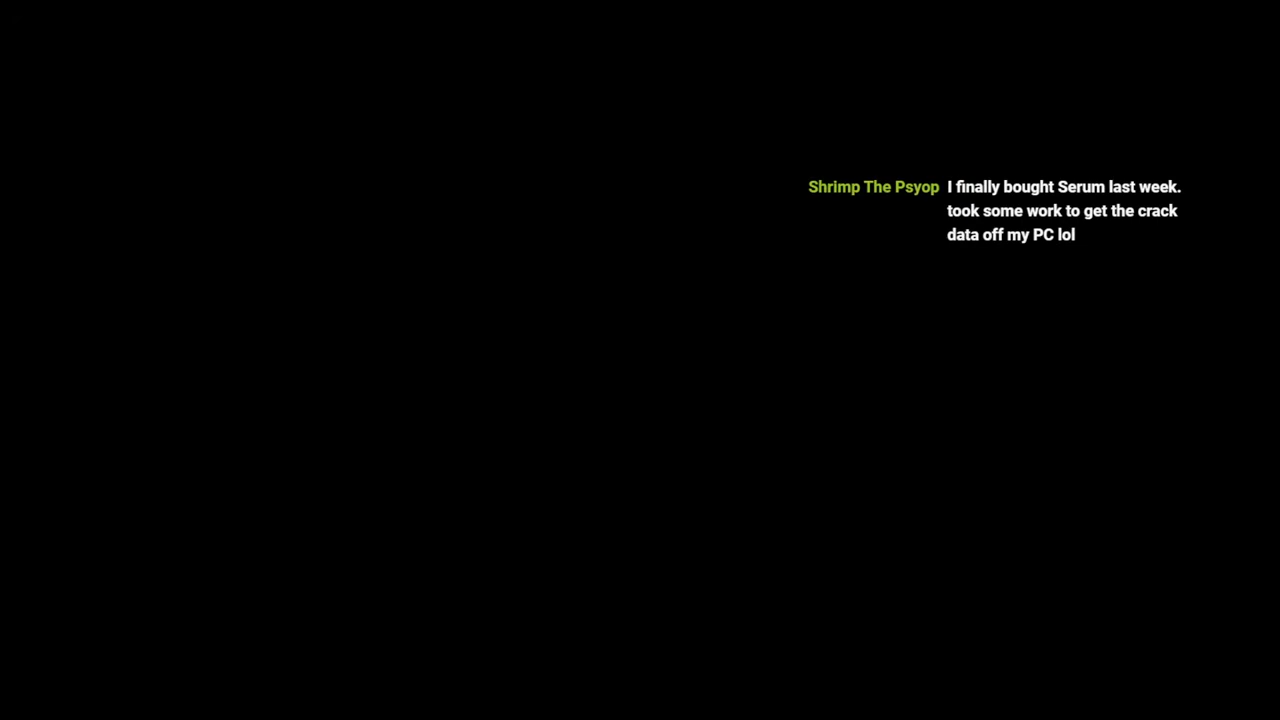 Shrimp The Psyop I finally bought Serum last week.
took some work to get the crack
data off my PC lol